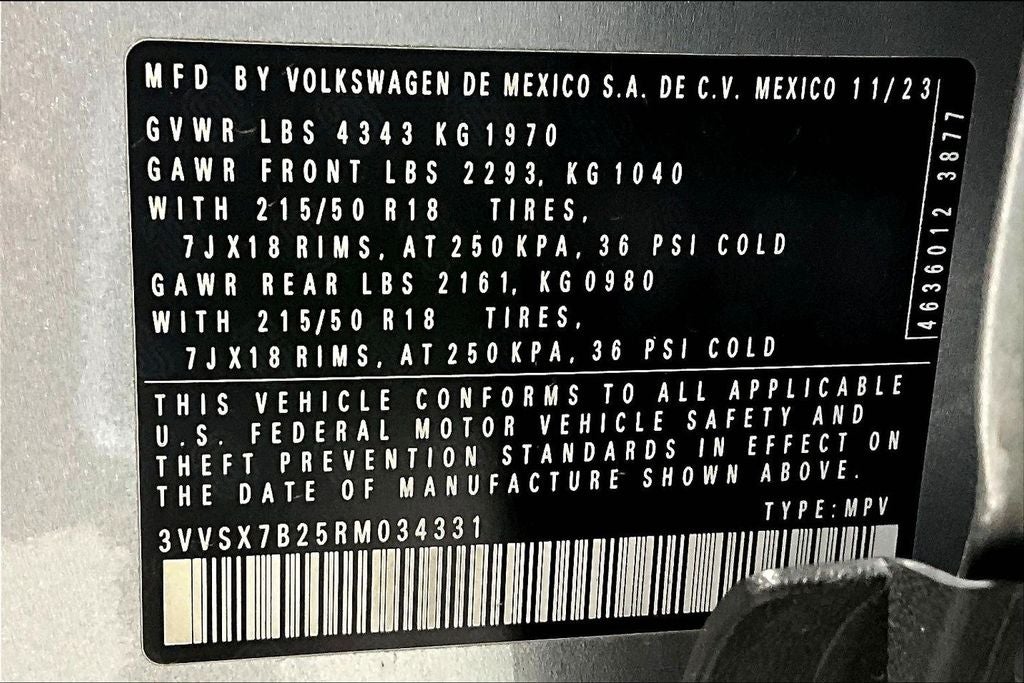 MFD BY VOLKSWAGEN DE MEXICO S.A. DE C.V. MEXICO 11/23
GVWR LBS 4343 KG 1970
GAWR FRONT LBS 2293, KG 1040
WITH 215/50 R18 TIRES,
7JX18 RIMS, AT 250 KPA, 36 PSI COLD
GAWR REAR LBS 2161, KG 0980
WITH 215/50 R18 TIRES,
7JX18 RIMS, AT 250 KPA, 36 PSI COLD
4636012 3877
THIS VEHICLE CONFORMS TO ALL APPLICABLE
U.S. FEDERAL MOTOR VEHICLE SAFETY AND
THEFT PREVENTION STANDARDS IN EFFECT ON
THE DATE OF MANUFACTURE SHOWN ABOVE.
3VVSX7B25RM034331
TYPE: MPV